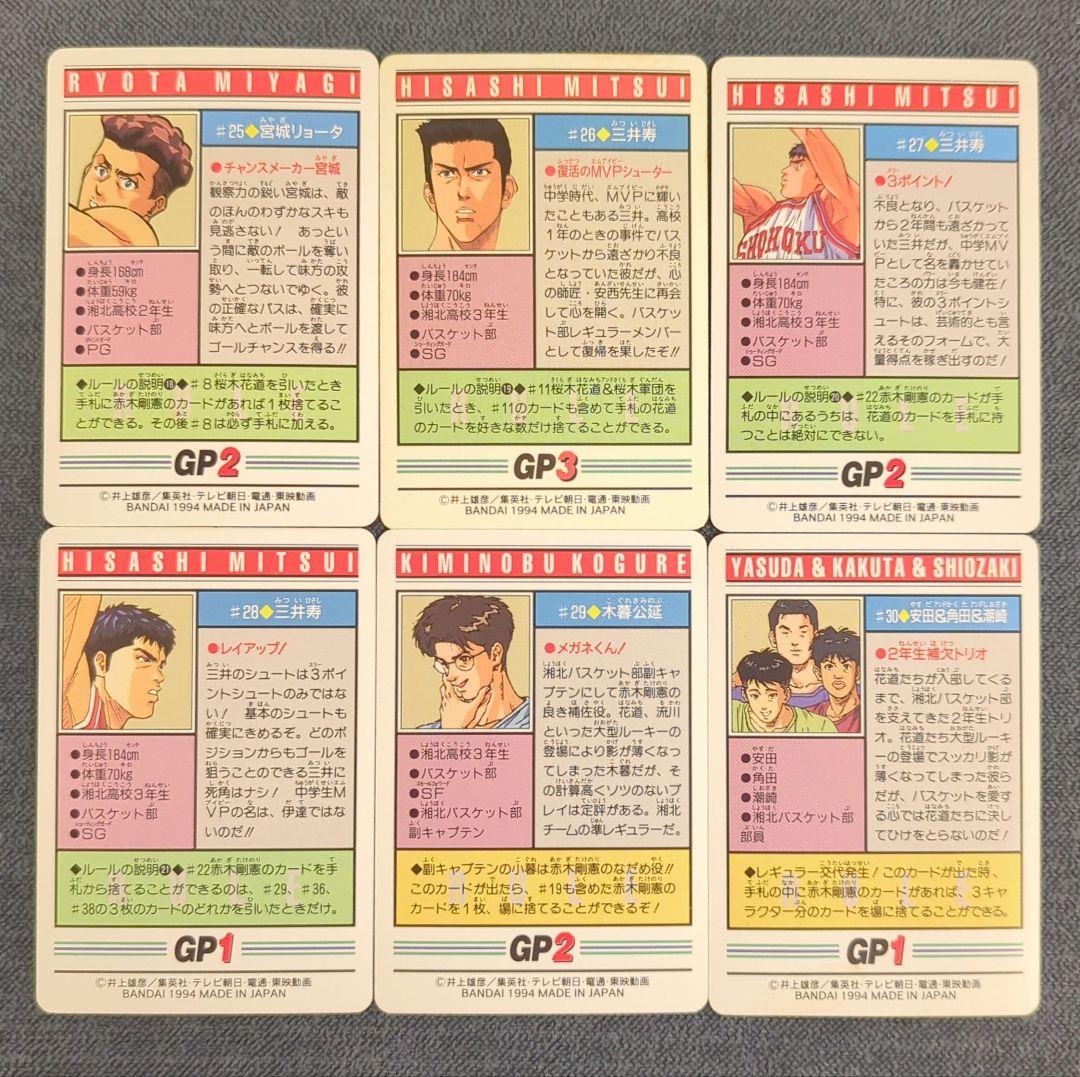 RYOTA MIYAGI
#25◆宮城リョータ
●チャンスメーカー宮城
観察力の鋭い宮城は、敵
のほんのわずかなスキも
見逃さない! あっとい
う間に敵のボールを奪い
取り、一転して味方の攻
勢へとつないでゆく。彼
の正確なパスは、確実に
味方へとボールを渡して
ゴールチャンスを得る!!
●身長168cm
●体重59kg
●湘北高校2年生
●バスケット部
●PG
◆ルールの説明⑱◆#8桜木花道を引いたとき
手札に赤木剛憲のカードがあれば1枚捨てるこ
とができる。その後#8は必ず手札に加える。
GP2
©井上雄彦/集英社・テレビ朝日・電通・東映動画
BANDAI 1994 MADE IN JAPAN
HISASHI MITSUI
#26◆三井寿
●復活のMVPシューター
中学時代、MVPに輝い
たこともある三井。高校
1年のときの事件でバス
ケットから遠ざかり不良
となっていた彼だが、心
の師匠・安西先生に再会
して心を開く。バスケッ
ト部レギュラーメンバー
として復帰を果したぞ!!
●身長184cm
●体重70kg
●湘北高校3年生
●バスケット部
●SG
◆ルールの説明⑲◆#11桜木花道&桜木軍団を
引いたとき、#11のカードも含めて手札の花道
のカードを好きな数だけ捨てることができる。
GP3
©井上雄彦/集英社・テレビ朝日・電通・東映動画
BANDAI 1994 MADE IN JAPAN
HISASHI MITSUI
#27◆三井寿
●3ポイント!
不良となり、バスケット
から2年間も遠ざかって
いた三井だが、中学MV
Pとして名を轟かせてい
たころの力は今も健在!
特に、彼の3ポイントシ
ュートは、芸術的とも言
えるそのフォームで、大
量得点を稼ぎ出すのだ!
SHOHOKU
●身長184cm
●体重70kg
●湘北高校3年生
●バスケット部
●SG
◆ルールの説明⑳◆#22赤木剛憲のカードが手
札の中にあるうちは、花道のカードを手札に持
つことは絶対にできない。
GP2
©井上雄彦/集英社・テレビ朝日・電通・東映動画
BANDAI 1994 MADE IN JAPAN
HISASHI MITSUI
#28◆三井寿
●レイアップ!
三井のシュートは3ポイ
ントシュートのみではな
い! 基本のシュートも
確実にきめるぞ。どのポ
ジションからもゴールを
狙うことのできる三井に
死角はナシ! 中学生M
VPの名は、伊達ではな
いのだ!!
●身長184cm
●体重70kg
●湘北高校3年生
●バスケット部
●SG
◆ルールの説明㉑◆#22赤木剛憲のカードを手
札から捨てることができるのは、#29、#36、
#38の3枚のカードのどれかを引いたときだけ。
GP1
©井上雄彦/集英社・テレビ朝日・電通・東映動画
BANDAI 1994 MADE IN JAPAN
KIMINOBU KOGURE
#29◆木暮公延
●メガネくん!
湘北バスケット部副キャ
プテンにして赤木剛憲の
良き補佐役。花道、流川
といった大型ルーキーの
登場により影が薄くなっ
てしまった木暮だが、そ
の計算高くソツのないプ
レイは定評がある。湘北
チームの準レギュラーだ。
●湘北高校3年生
●バスケット部
●SF
●湘北バスケット部
副キャプテン
◆副キャプテンの小暮は赤木剛憲のなだめ役!!
このカードが出たら、#19も含めた赤木剛憲の
カードを1枚、場に捨てることができるぞ!
GP2
©井上雄彦/集英社・テレビ朝日・電通・東映動画
BANDAI 1994 MADE IN JAPAN
YASUDA & KAKUTA & SHIOZAKI
#30◆安田&角田&潮崎
●2年生補欠トリオ
花道たちが入部してくる
まで、湘北バスケット部
を支えてきた2年生トリ
オ。花道たち大型ルーキ
ーの登場でスッカリ影が
薄くなってしまった彼ら
だが、バスケットを愛す
る心では花道たちに決し
てひけをとらないのだ!
●安田
●角田
●潮崎
●湘北バスケット部
部員
◆レギュラー交代発生!このカードが出た時、
手札の中に赤木剛憲のカードがあれば、3キャ
ラクター分のカードを場に捨てることができる。
GP1
©井上雄彦/集英社・テレビ朝日・電通・東映動画
BANDAI 1994 MADE IN JAPAN